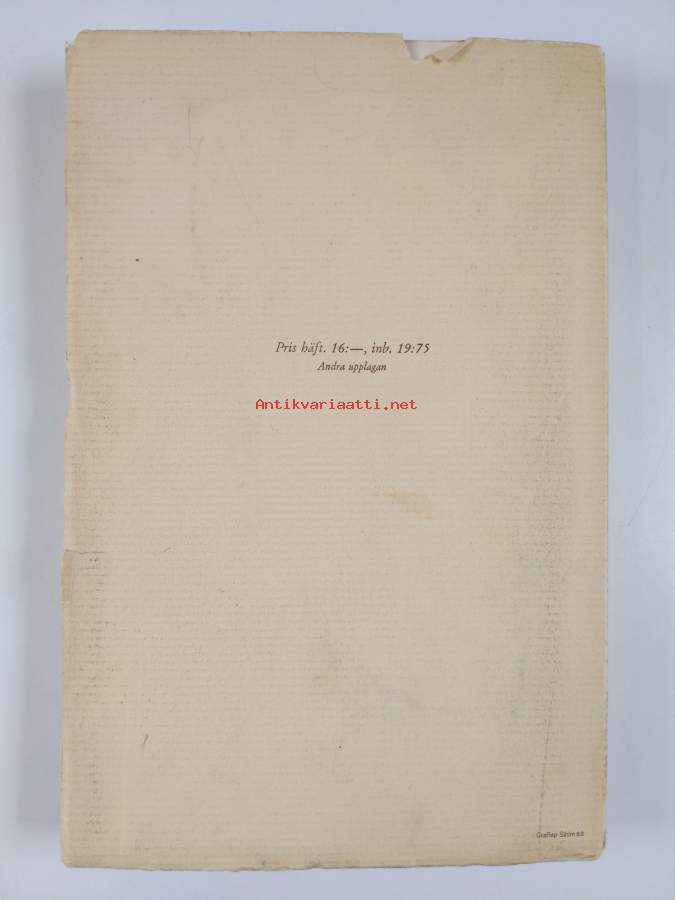 Pris häft. 16:—, inb. 19:75
Andra upplagan
Antikvariaatti.net